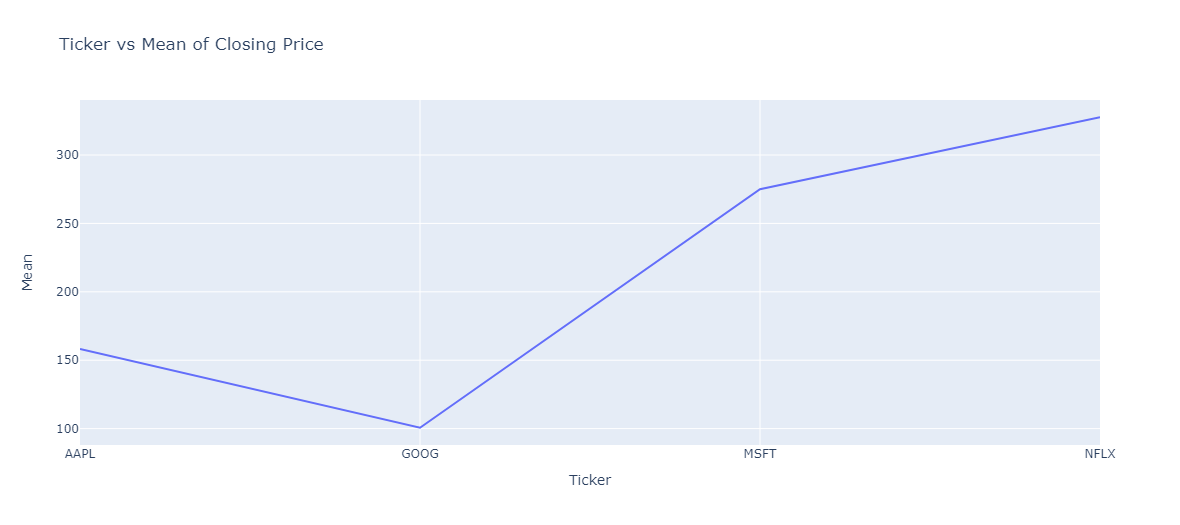 Ticker vs Mean of Closing Price
300
250
200
150
100
Mean
AAPL GOOG MSFT NFLX
Ticker